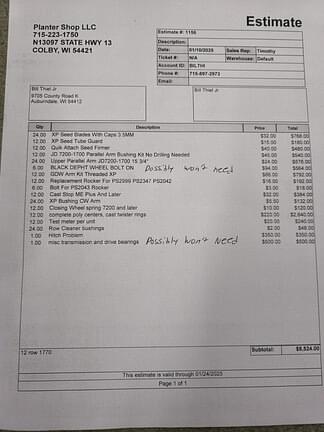 Estimate
Planter Shop LLC
715-223-1750
N13097 STATE HWY 13
COLBY, WI 54421
Estimate #: 1156
Description:
Date: 01/10/2025 Sales Rep: Timothy
Ticket #: N/A Warehouse: Default
Account ID: BILTHI
Phone #: 715-897-2973
Email:
Bill Thiel Jr
9705 County Road K
Auburndale, WI 54412
Bill Thiel Jr
Qty Description Price Total
24.00 XP Seed Blades With Caps 3.5MM $32.00 $768.00
12.00 XP Seed Tube Guard $15.00 $180.00
12.00 Quik Attach Seed Firmer $40.00 $480.00
12.00 JD 7200-1700 Parallel Arm Bushing Kit No Drilling Needed $45.00 $540.00
24.00 Upper Parallel Arm JD7200-1700 15 3/4" $24.00 $576.00
6.00 BLACK DEPHT WHEEL BOLT ON Possibly won't need $94.00 $564.00
12.00 GDW Arm Kit Threaded XP $66.00 $792.00
12.00 Replacement Rocker For PS2999 PS2347 PS2042 $16.00 $192.00
6.00 Bolt For PS2043 Rocker $3.00 $18.00
12.00 Cast Stop ME Plus And Later $32.00 $384.00
24.00 XP Bushing CW Arm $5.50 $132.00
12.00 Closing Wheel spring 7200 and later $10.00 $120.00
12.00 complete poly centers, cast twister rings $220.00 $2,640.00
12.00 Test meter per unit $20.00 $240.00
24.00 Row Cleaner bushings $2.00 $48.00
1.00 Hitch Problem $350.00 $350.00
1.00 misc transmission and drive bearings Possibly won't need $500.00 $500.00
12 row 1770
Subtotal: $8,524.00
This estimate is valid through 01/24/2025
Page 1 of 1